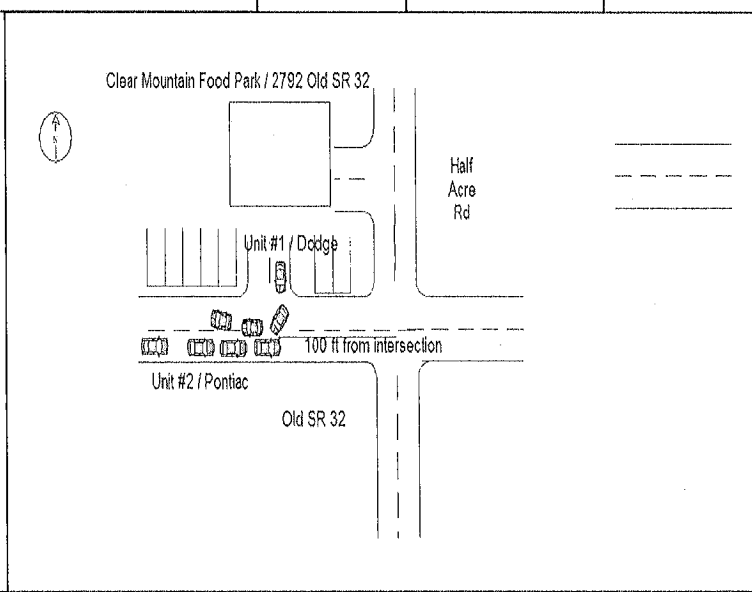 Clear Mountain Food Park / 2792 Old SR 32
N
Half
Acre
Rd
Unit #1 / Dodge
100 ft from intersection
Unit #2 / Pontiac
Old SR 32